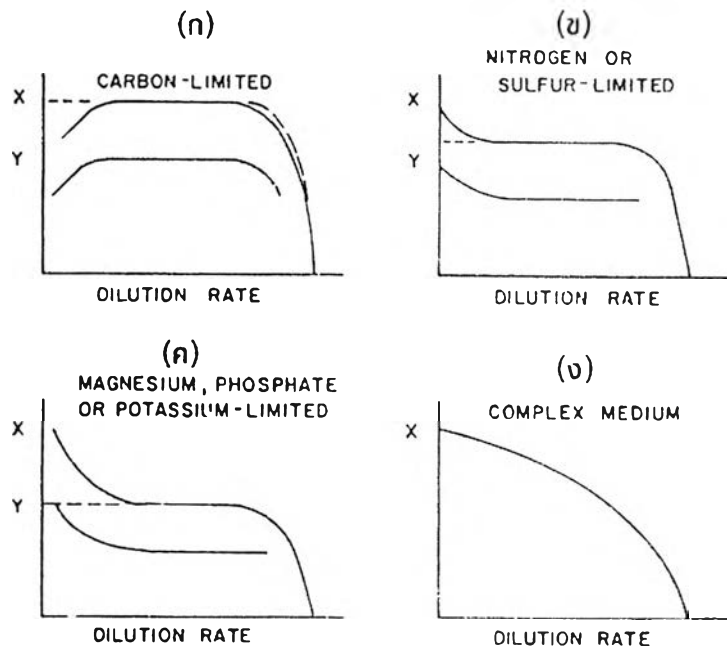 (ก)
CARBON-LIMITED
X
Y
DILUTION RATE
(ข)
NITROGEN OR
SULFUR-LIMITED
X
Y
DILUTION RATE
(ค)
MAGNESIUM, PHOSPHATE
OR POTASSIUM-LIMITED
X
Y
DILUTION RATE
(ง)
COMPLEX MEDIUM
X
DILUTION RATE